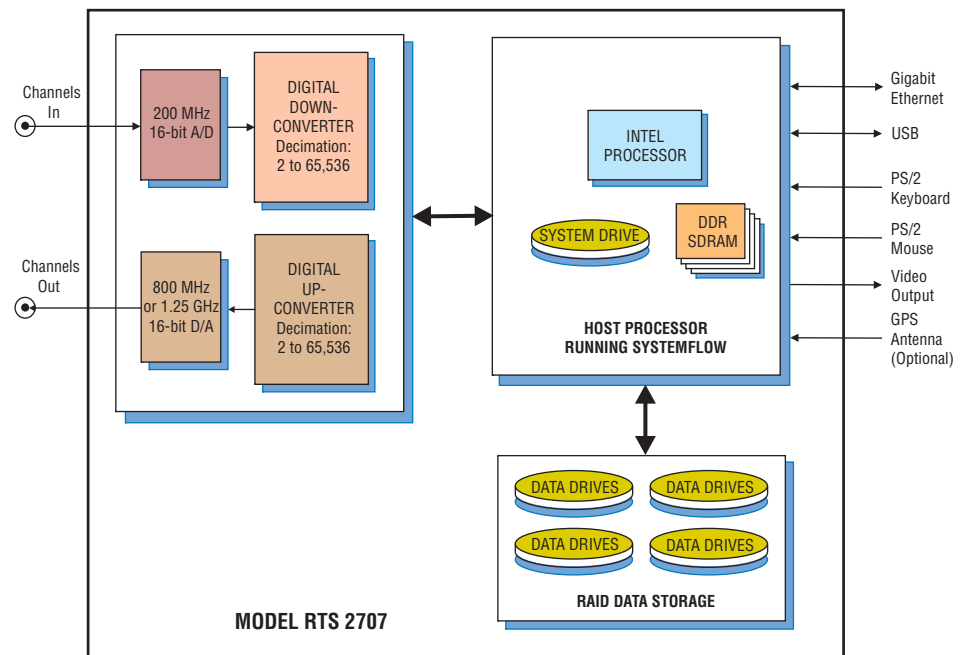 Channels
In
200 MHz
16-bit A/D
DIGITAL
DOWN-
CONVERTER
Decimation:
2 to 65,536
Channels
Out
800 MHz
or 1.25 GHz
16-bit D/A
DIGITAL
UP-
CONVERTER
Decimation:
2 to 65,536
INTEL
PROCESSOR
SYSTEM DRIVE
DDR
SDRAM
HOST PROCESSOR
RUNNING SYSTEMFLOW
Gigabit
Ethernet
USB
PS/2
Keyboard
PS/2
Mouse
Video
Output
GPS
Antenna
(Optional)
DATA DRIVES
DATA DRIVES
DATA DRIVES
DATA DRIVES
RAID DATA STORAGE
MODEL RTS 2707